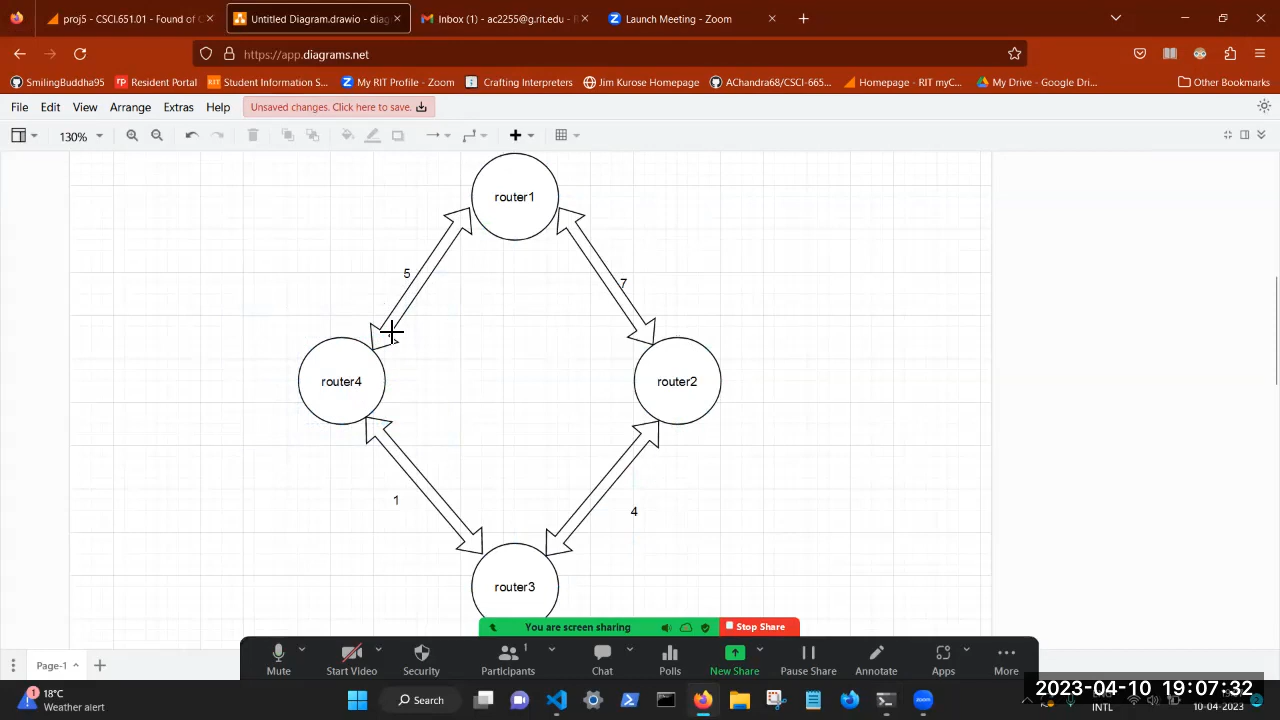 proj5 - CSCI.651.01 - Found of C
Untitled Diagram.drawio - diag
Inbox (1) - ac2255@g.rit.edu -
Launch Meeting - Zoom
https://app.diagrams.net
SmilingBuddha95
Resident Portal
Student Information S...
My RIT Profile - Zoom
Crafting Interpreters
Jim Kurose Homepage
AChandra68/CSCI-665...
Homepage - RIT myC...
My Drive - Google Dri...
Other Bookmarks
File Edit View Arrange Extras Help
Unsaved changes. Click here to save.
130%
router1
5
7
router4
router2
1
4
router3
You are screen sharing
Stop Share
Mute
Start Video
Security
1
Participants
Chat
Polls
New Share
Pause Share
Annotate
Apps
More
Page-1
1
18°C
Weather alert
Search
2023-04-10 19:07:32
INTL
10-04-2023
2